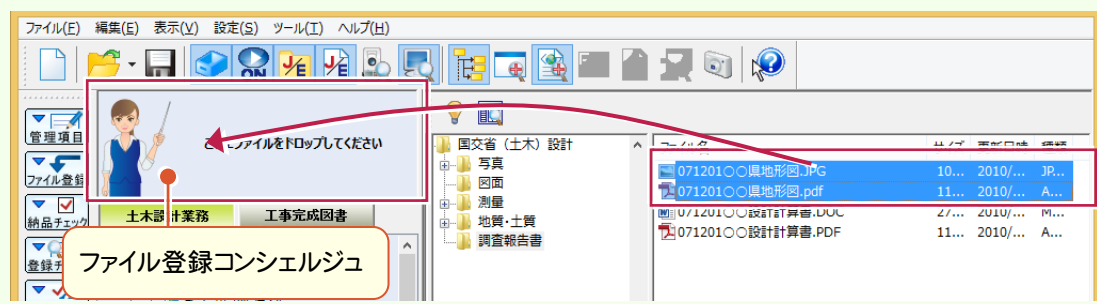 ファイル(F) 編集(E) 表示(V) 設定(S) ツール(T) ヘルプ(H)
ON J/E J/E
管理項目
ファイル登録
納品チェック
ファイルをドロップしてください
土木設計業務 工事完成図書
ファイル登録コンシェルジュ
国交省（土木）設計
写真
図面
測量
地質・土質
調査報告書
ファイル名 サイズ 更新日時 種類
071201○○県地形図.JPG 10... 2010/... JP...
071201○○県地形図.pdf 11... 2010/... A...
071201○○設計計算書.DOC 27... 2010/... M...
071201○○設計計算書.PDF 11... 2010/... A...